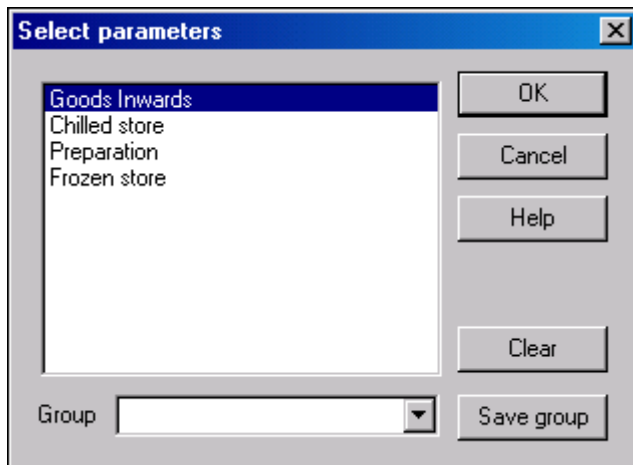 Select parameters
Goods Inwards
Chilled store
Preparation
Frozen store
OK
Cancel
Help
Clear
Group
Save group